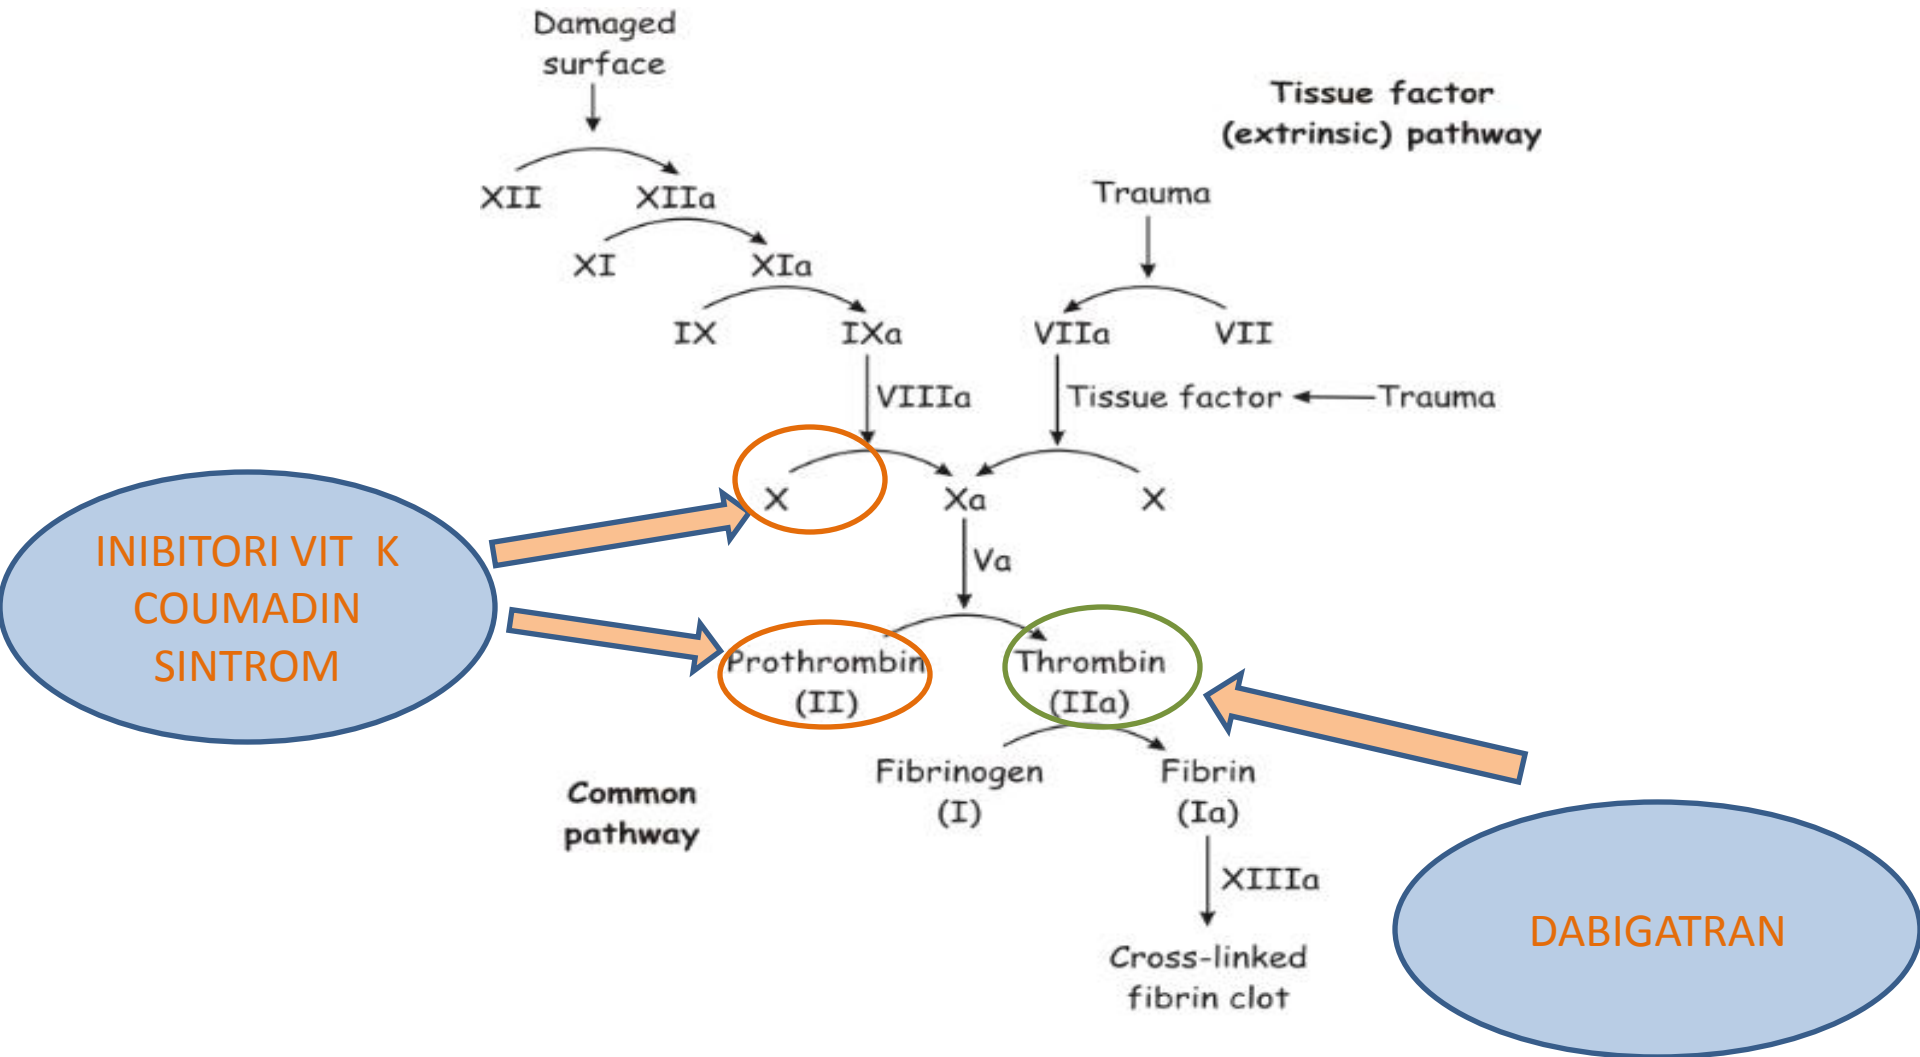 Damaged
surface
Tissue factor
(extrinsic) pathway
XII
XIIa
Trauma
XI
XIa
IX
IXa
VIIa
VII
VIIIa
Tissue factor
Trauma
X
Xa
X
INIBITORI VIT K
COUMADIN
SINTROM
Va
Prothrombin
(II)
Thrombin
(IIa)
Fibrinogen
(I)
Fibrin
(Ia)
Common
pathway
XIIIa
Cross-linked
fibrin clot
DABIGATRAN